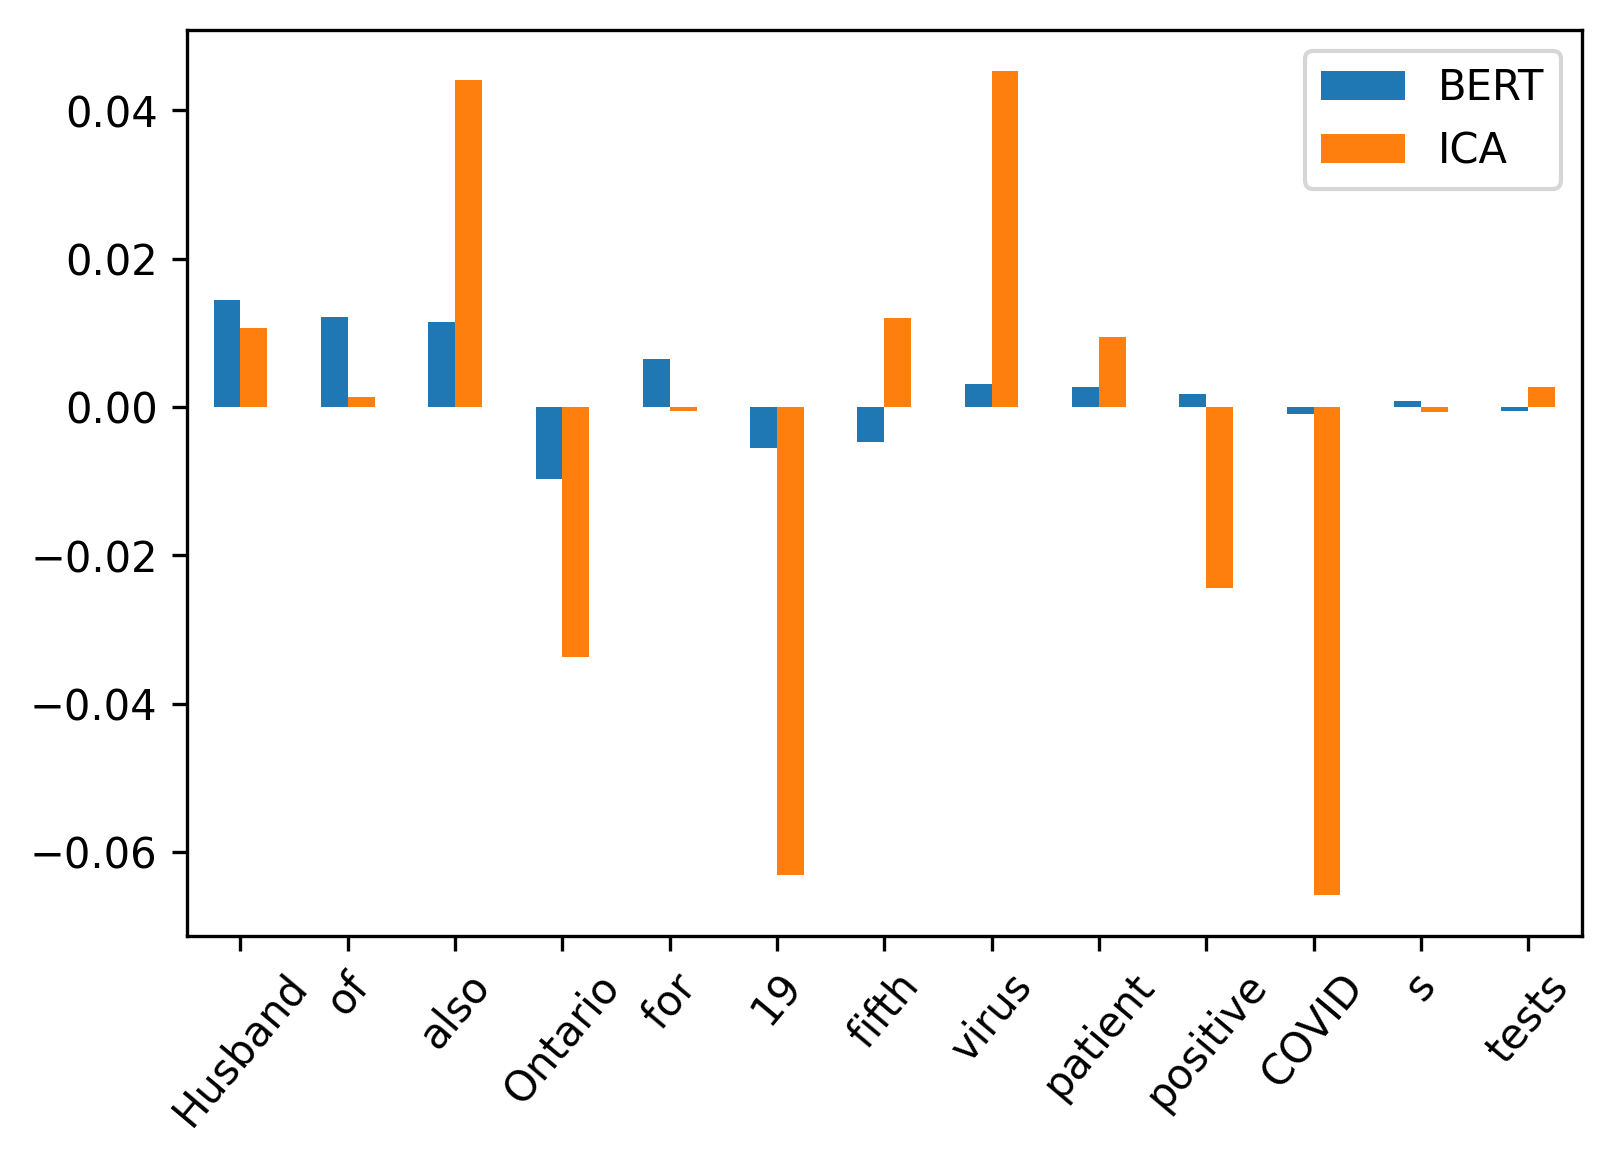 BERT
ICA
0.04
0.02
0.00
−0.02
−0.04
−0.06
Husband
of
also
Ontario
for
19
fifth
virus
patient
positive
COVID
s
tests